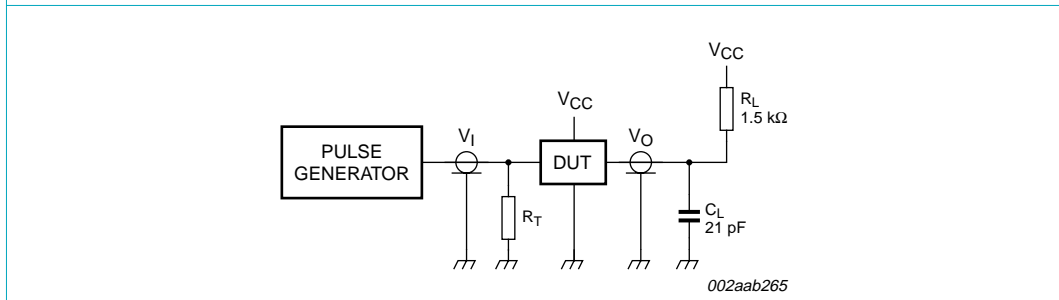 VCC
RL
1.5 kΩ
VCC
VI
VO
PULSE
GENERATOR
DUT
RT
CL
21 pF
002aab265